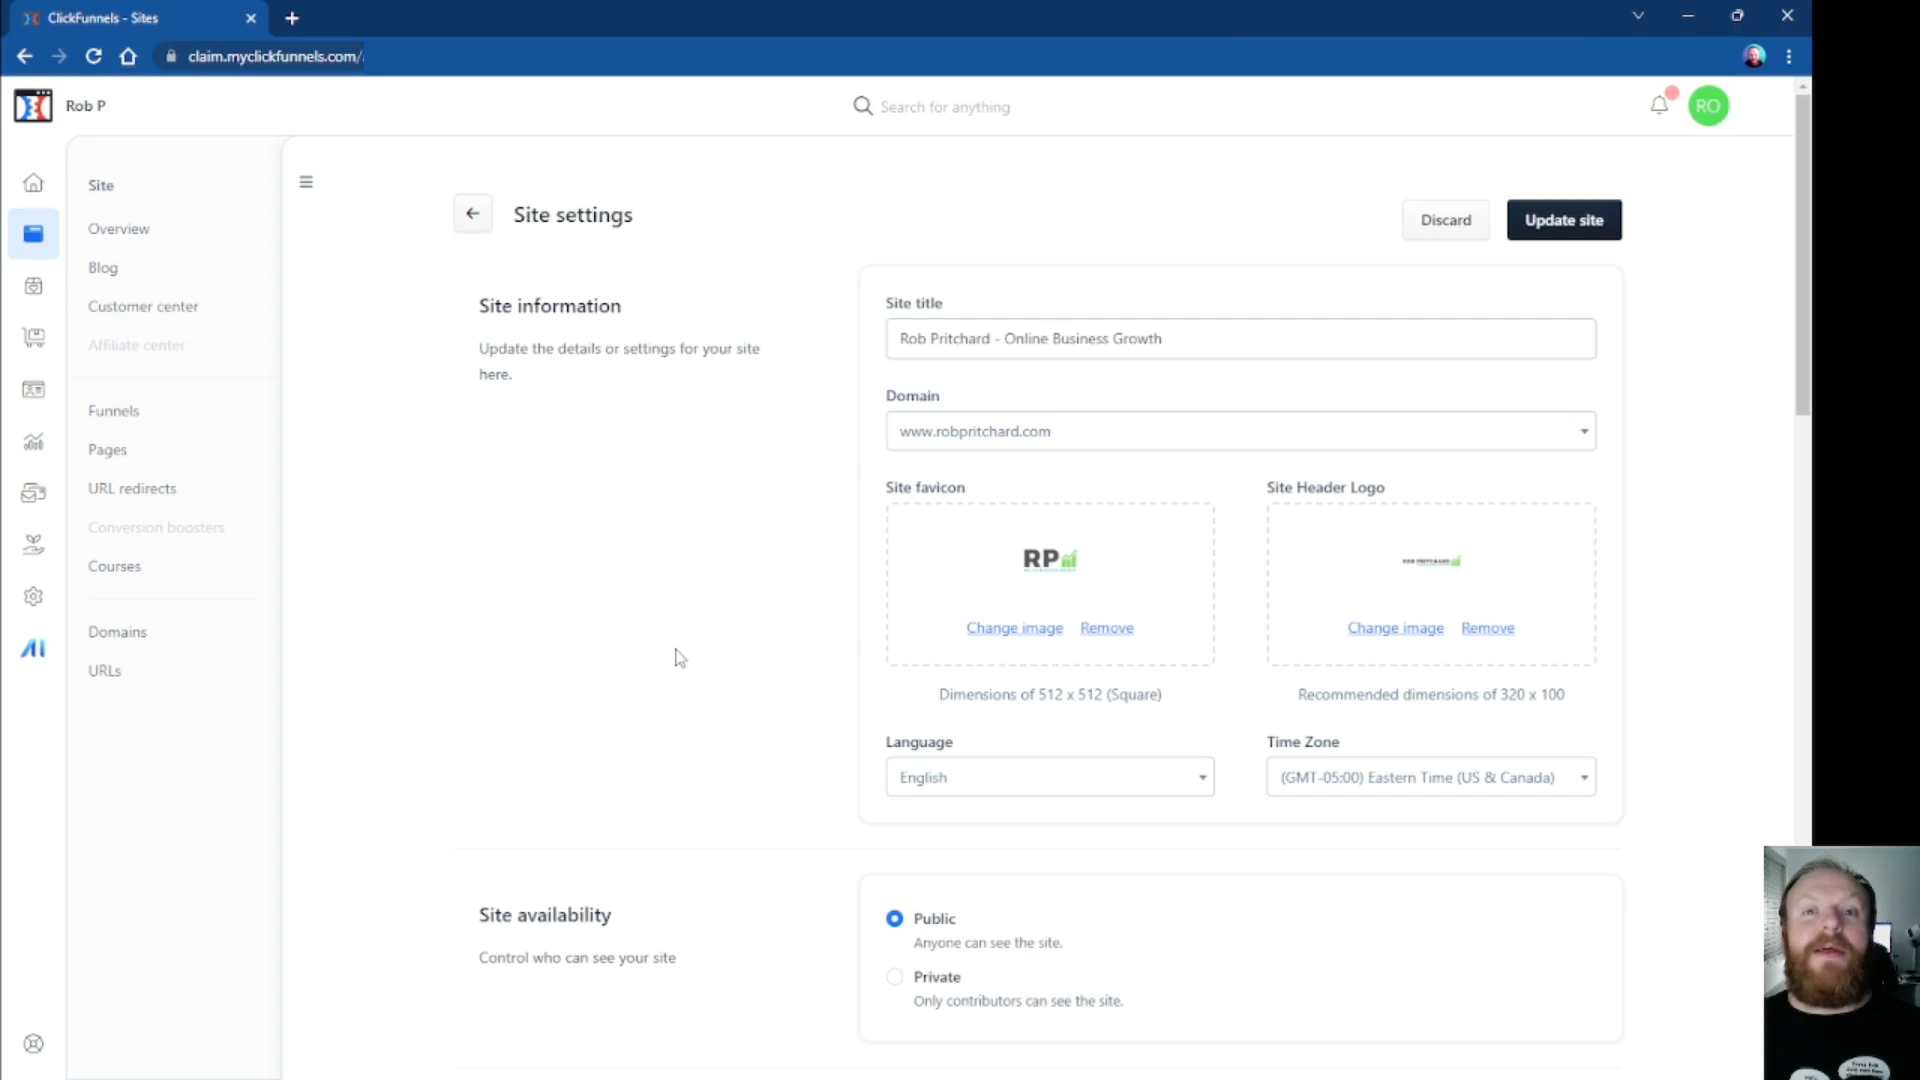 ClickFunnels - Sites
claim.myclickfunnels.com/
Rob P
Search for anything
RO
Site
Overview
Blog
Customer center
Affiliate center
Funnels
Pages
URL redirects
Conversion boosters
Courses
Domains
URLs
AI
Site settings
Discard
Update site
Site information
Update the details or settings for your site
here.
Site title
Rob Pritchard - Online Business Growth
Domain
www.robpritchard.com
Site favicon
Site Header Logo
RP
ROB PRITCHARD
Change image
Remove
Change image
Remove
Dimensions of 512 x 512 (Square)
Recommended dimensions of 320 x 100
Language
Time Zone
English
(GMT-05:00) Eastern Time (US & Canada)
Site availability
Control who can see your site
Public
Anyone can see the site.
Private
Only contributors can see the site.